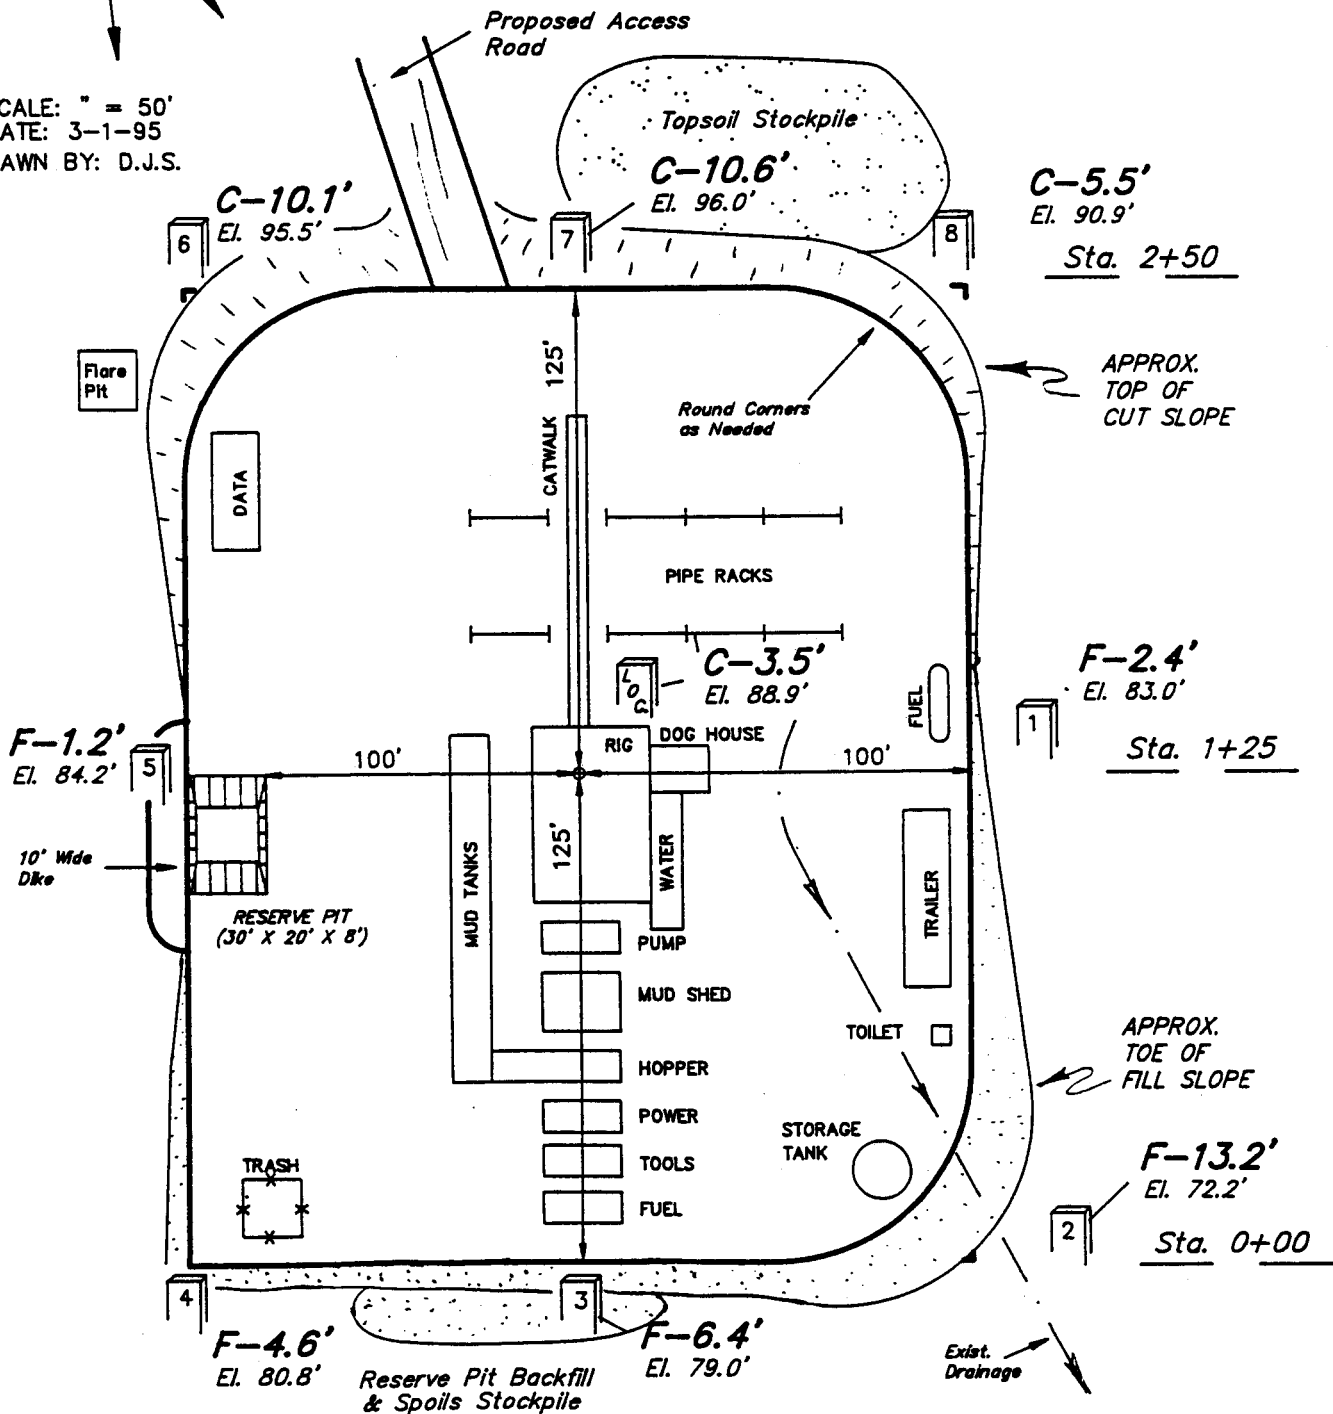 Proposed Access
Road
CALE: " = 50'
ATE: 3-1-95
AWN BY: D.J.S.
Topsoil Stockpile
C-10.1'
El. 95.5'
C-10.6'
El. 96.0'
C-5.5'
El. 90.9'
6
7
8
Sta. 2+50
Flare
Pit
125'
Round Corners
as Needed
APPROX.
TOP OF
CUT SLOPE
CATWALK
DATA
PIPE RACKS
LOC.
C-3.5'
El. 88.9'
F-2.4'
El. 83.0'
FUEL
1
F-1.2'
El. 84.2'
5
RIG
DOG HOUSE
100'
100'
Sta. 1+25
125'
10' Wide
Dike
MUD TANKS
WATER
TRAILER
RESERVE PIT
(30' X 20' X 8')
PUMP
MUD SHED
TOILET
APPROX.
TOE OF
FILL SLOPE
HOPPER
POWER
STORAGE
TANK
TRASH
TOOLS
FUEL
F-13.2'
El. 72.2'
2
Sta. 0+00
4
3
F-4.6'
El. 80.8'
F-6.4'
El. 79.0'
Exist.
Drainage
Reserve Pit Backfill
& Spoils Stockpile